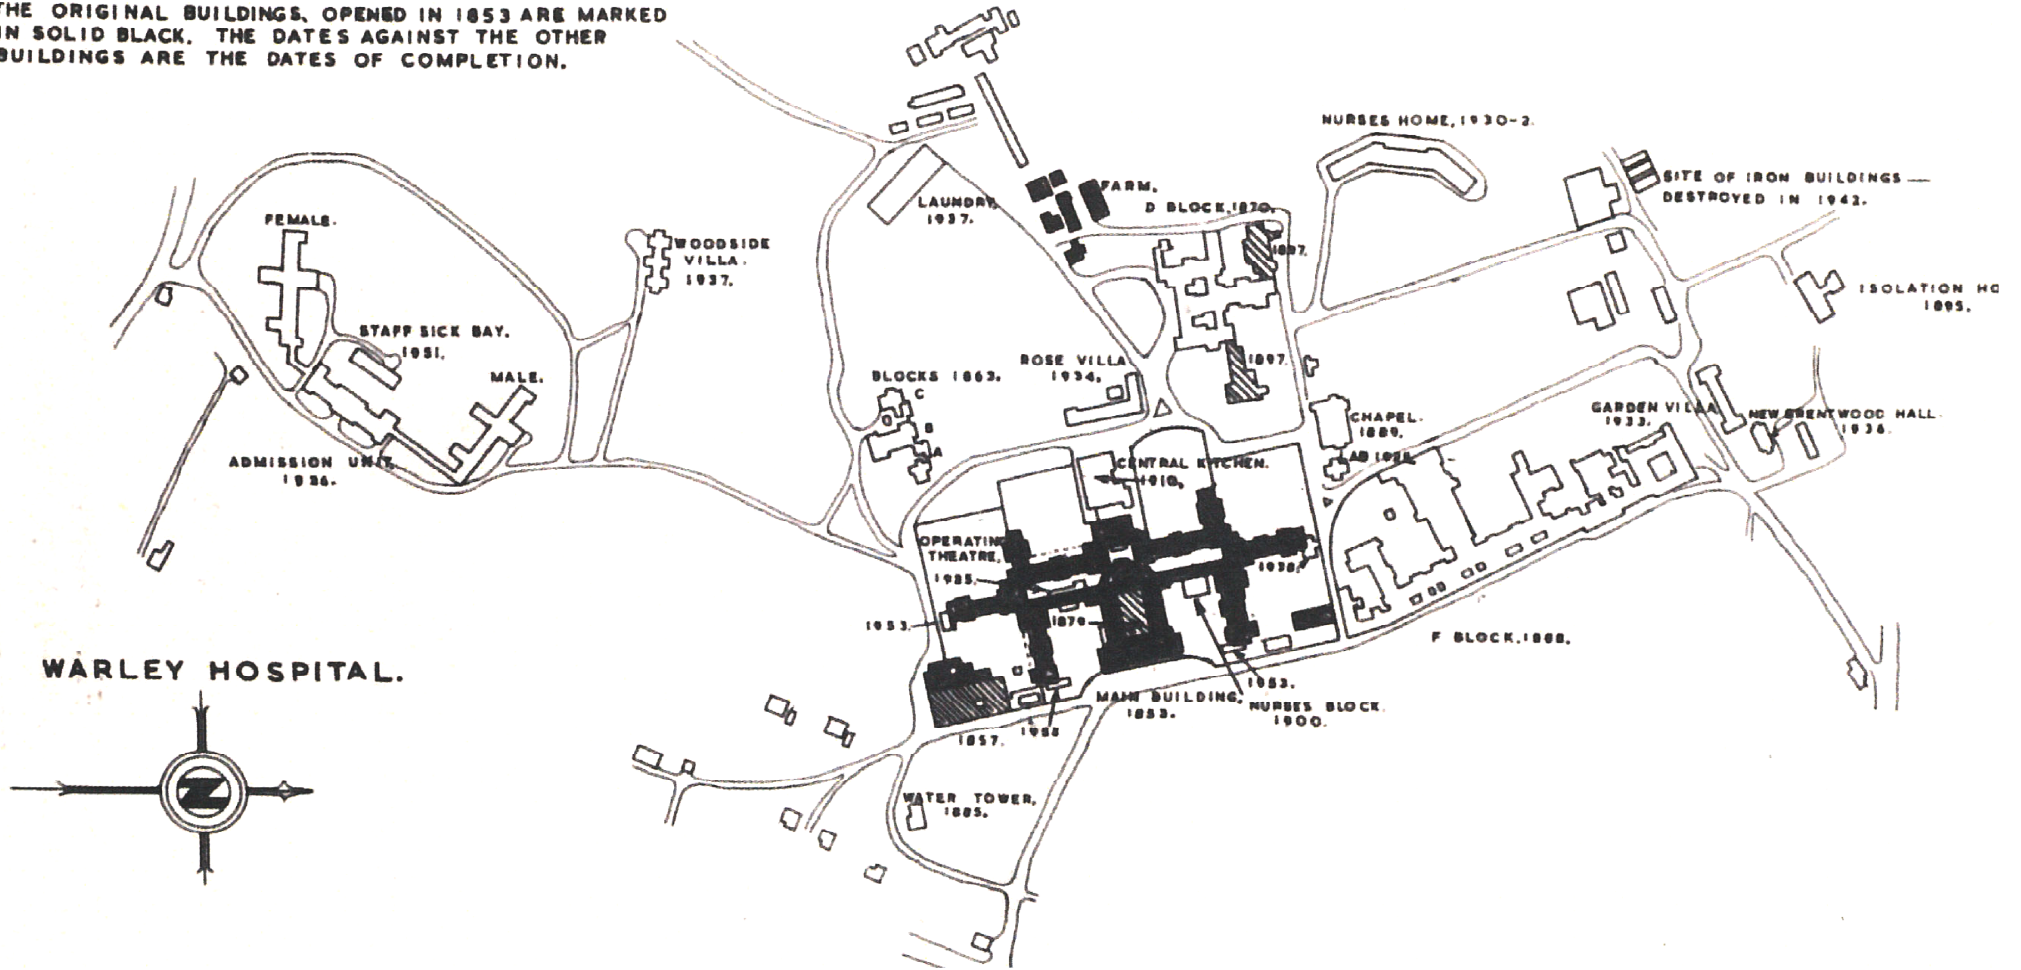 THE ORIGINAL BUILDINGS, OPENED IN 1853 ARE MARKED
IN SOLID BLACK. THE DATES AGAINST THE OTHER
BUILDINGS ARE THE DATES OF COMPLETION.
NURSES HOME, 1930-2.
SITE OF IRON BUILDINGS —
DESTROYED IN 1942.
FARM.
LAUNDRY,
1937.
D BLOCK, 1870.
1897.
FEMALE.
WOODSIDE
VILLA.
1937.
ISOLATION HO
1895.
STAFF SICK BAY.
1951.
MALE.
BLOCKS 1863.
C
B
A
ROSE VILLA
1934.
1897.
CHAPEL.
1889.
GARDEN VILLA
1933.
NEW BRENTWOOD HALL.
1936.
ADMISSION UNIT.
1936.
CENTRAL KITCHEN.
1910.
OPERATING
THEATRE.
1935.
1938.
1953.
1879
F BLOCK, 1888.
1953.
MAIN BUILDING,
1853.
NURSES BLOCK.
1900.
1857.
WARLEY HOSPITAL.
N
WATER TOWER,
1885.